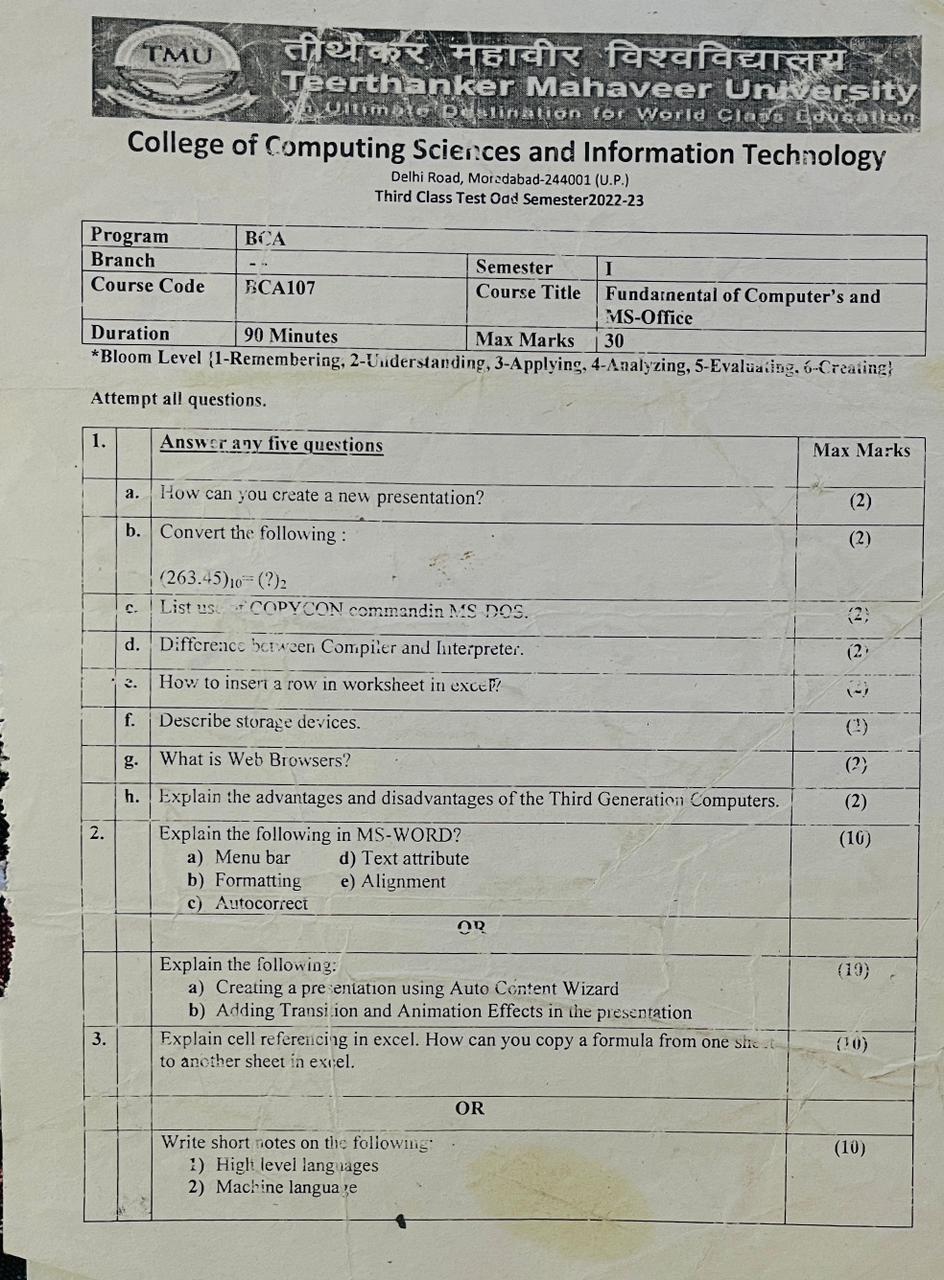 TMU
तीर्थंकर महावीर विश्वविद्यालय
Teerthanker Mahaveer University
An Ultimate Destination for World Class Education
College of Computing Sciences and Information Technology
Delhi Road, Moradabad-244001 (U.P.)
Third Class Test Odd Semester2022-23
Program BCA
Branch -- Semester I
Course Code BCA107 Course Title Fundamental of Computer's and
MS-Office
Duration 90 Minutes Max Marks 30
*Bloom Level {1-Remembering, 2-Understanding, 3-Applying, 4-Analyzing, 5-Evaluating, 6-Creating}
Attempt all questions.
1. Answer any five questions Max Marks
a. How can you create a new presentation? (2)
b. Convert the following : (2)
(263.45)₁₀= (?)₂
c. List use of COPYCON commandin MS-DOS. (2)
d. Difference between Compiler and Interpreter. (2)
e. How to insert a row in worksheet in excel? (2)
f. Describe storage devices.
g. What is Web Browsers? (2)
h. Explain the advantages and disadvantages of the Third Generation Computers. (2)
2. Explain the following in MS-WORD? (10)
a) Menu bar d) Text attribute
b) Formatting e) Alignment
c) Autocorrect
OR
Explain the following: (10)
a) Creating a presentation using Auto Content Wizard
b) Adding Transition and Animation Effects in the presentation
3. Explain cell referencing in excel. How can you copy a formula from one sheet (10)
to another sheet in excel.
OR
Write short notes on the following: (10)
1) High level languages
2) Machine language